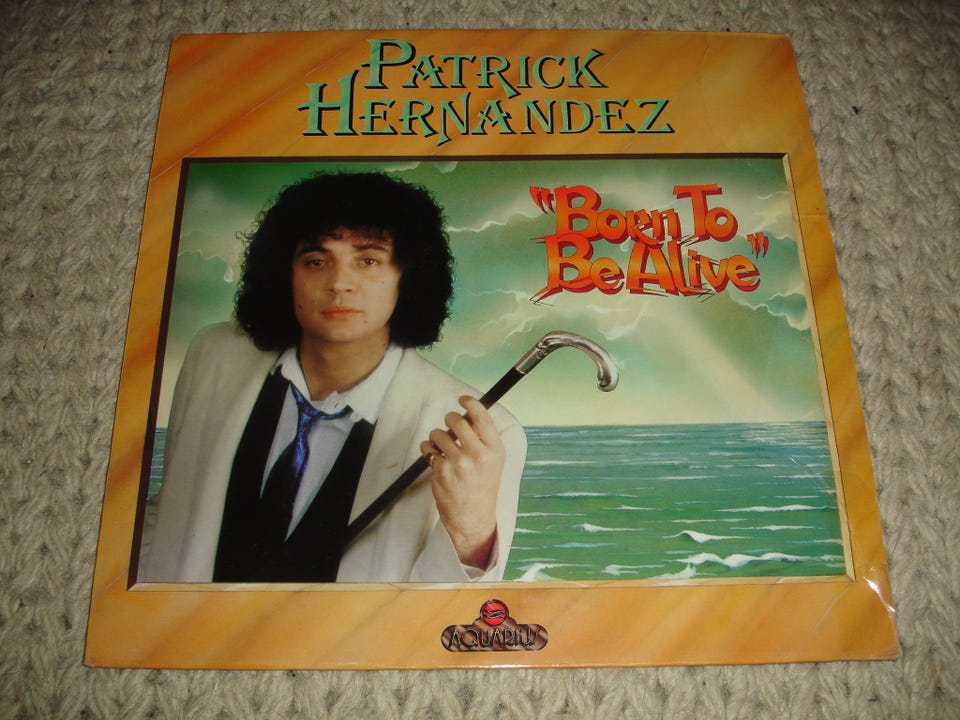 PATRICK
HERNANDEZ
"BORN TO
BE ALIVE"
AQUARIUS